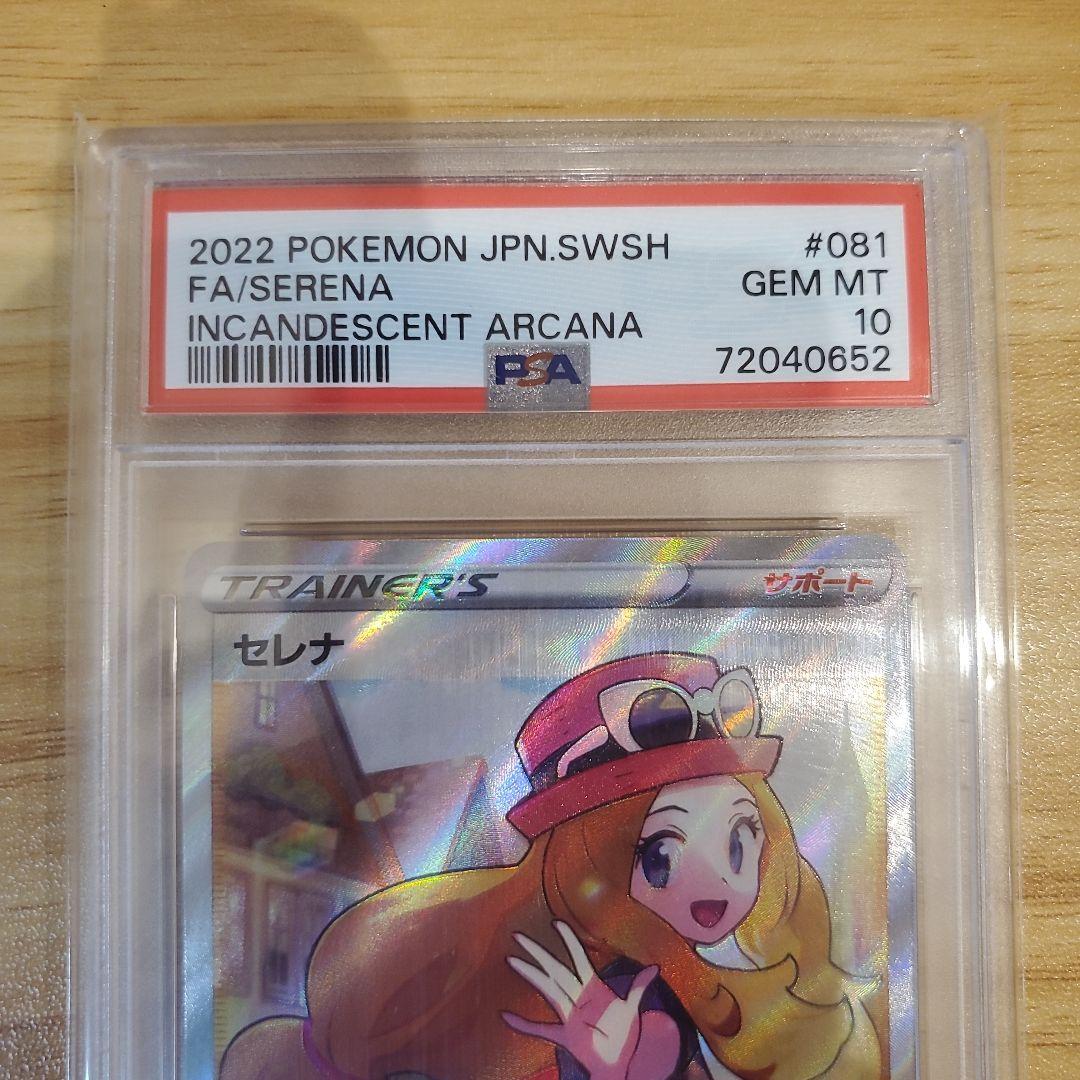 2022 POKEMON JPN.SWSH #081
FA/SERENA GEM MT
INCANDESCENT ARCANA 10
PSA 72040652
TRAINER'S サポート
セレナ